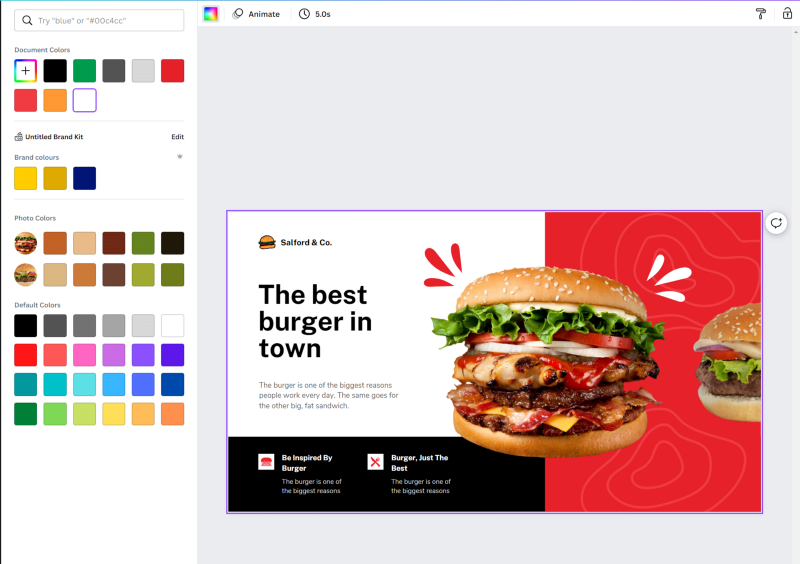 Try "blue" or "#00c4cc"
Animate
5.0s
Document Colors
Untitled Brand Kit
Edit
Brand colours
Photo Colors
Default Colors
Salford & Co.
The best
burger in
town
The burger is one of the biggest reasons
people work every day. The same goes for
the other big, fat sandwich.
Be Inspired By
Burger
The burger is one of
the biggest reasons
Burger, Just The
Best
The burger is one of
the biggest reasons